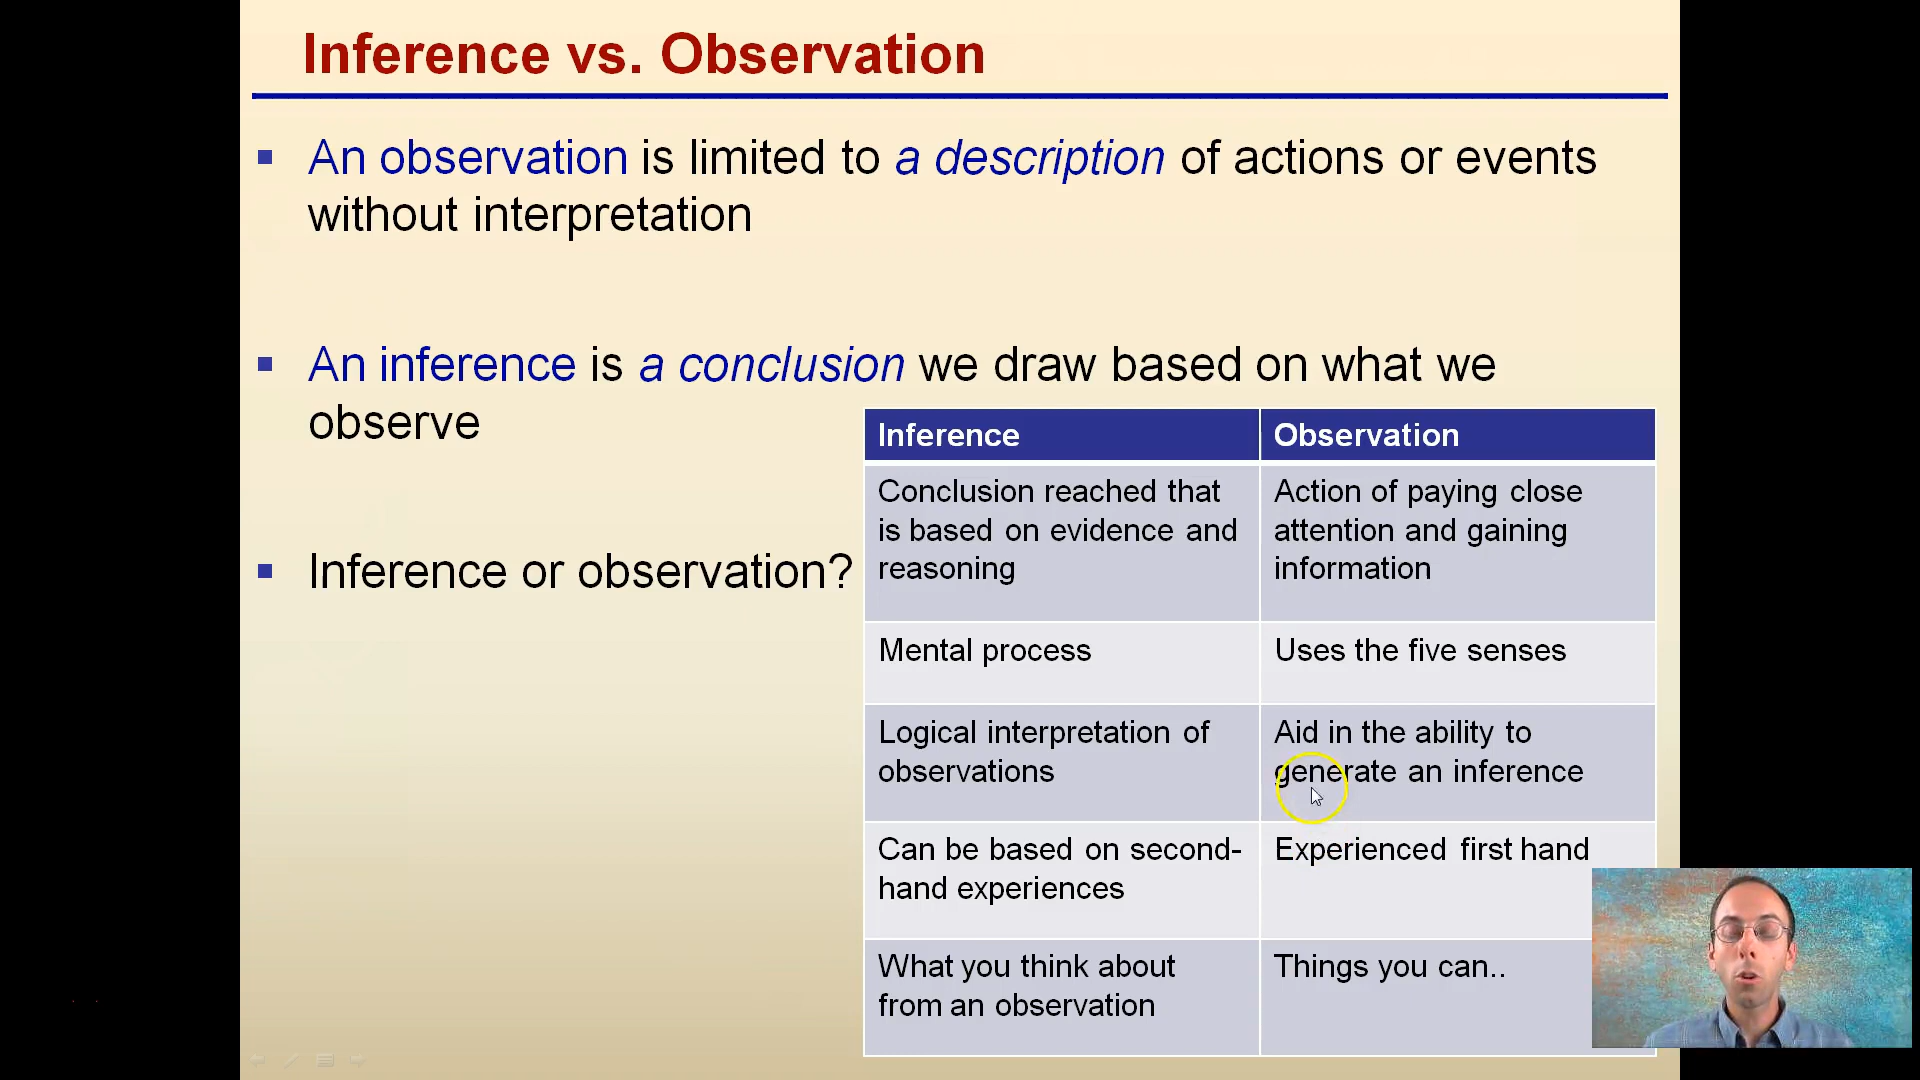 Inference vs. Observation
An observation is limited to a description of actions or events
without interpretation
An inference is a conclusion we draw based on what we
observe
Inference or observation?
Inference
Observation
Conclusion reached that
is based on evidence and
reasoning
Action of paying close
attention and gaining
information
Mental process
Uses the five senses
Logical interpretation of
observations
Aid in the ability to
generate an inference
Can be based on second-
hand experiences
Experienced first hand
What you think about
from an observation
Things you can..